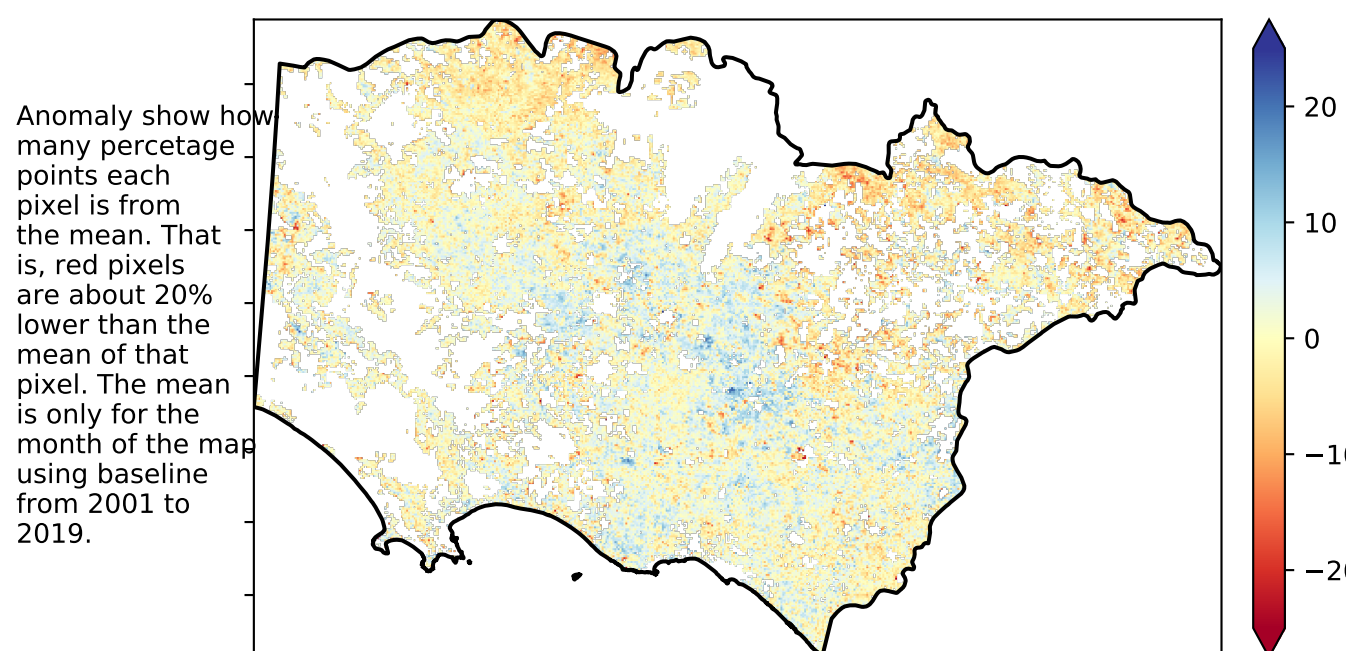 Anomaly show how
many percetage
points each
pixel is from
the mean. That
is, red pixels
are about 20%
lower than the
mean of that
pixel. The mean
is only for the
month of the map
using baseline
from 2001 to
2019.
20
10
0
−10
−20